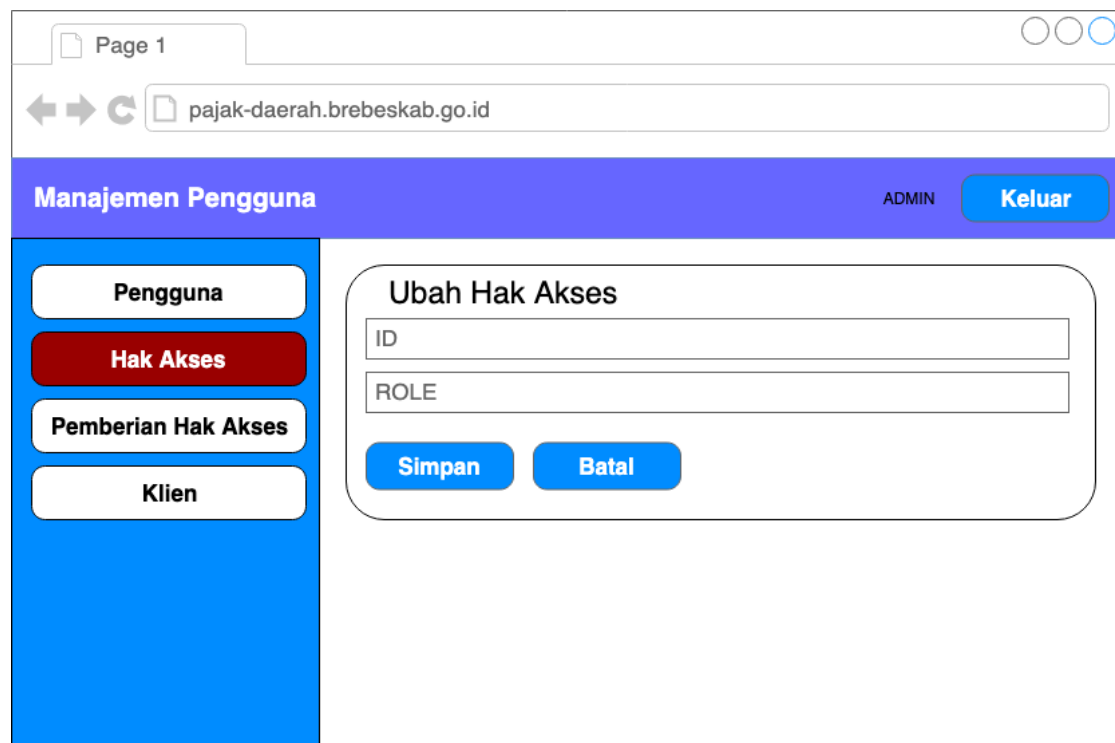 Page 1
pajak-daerah.brebeskab.go.id
Manajemen Pengguna
ADMIN
Keluar
Pengguna
Hak Akses
Pemberian Hak Akses
Klien
Ubah Hak Akses
ID
ROLE
Simpan
Batal